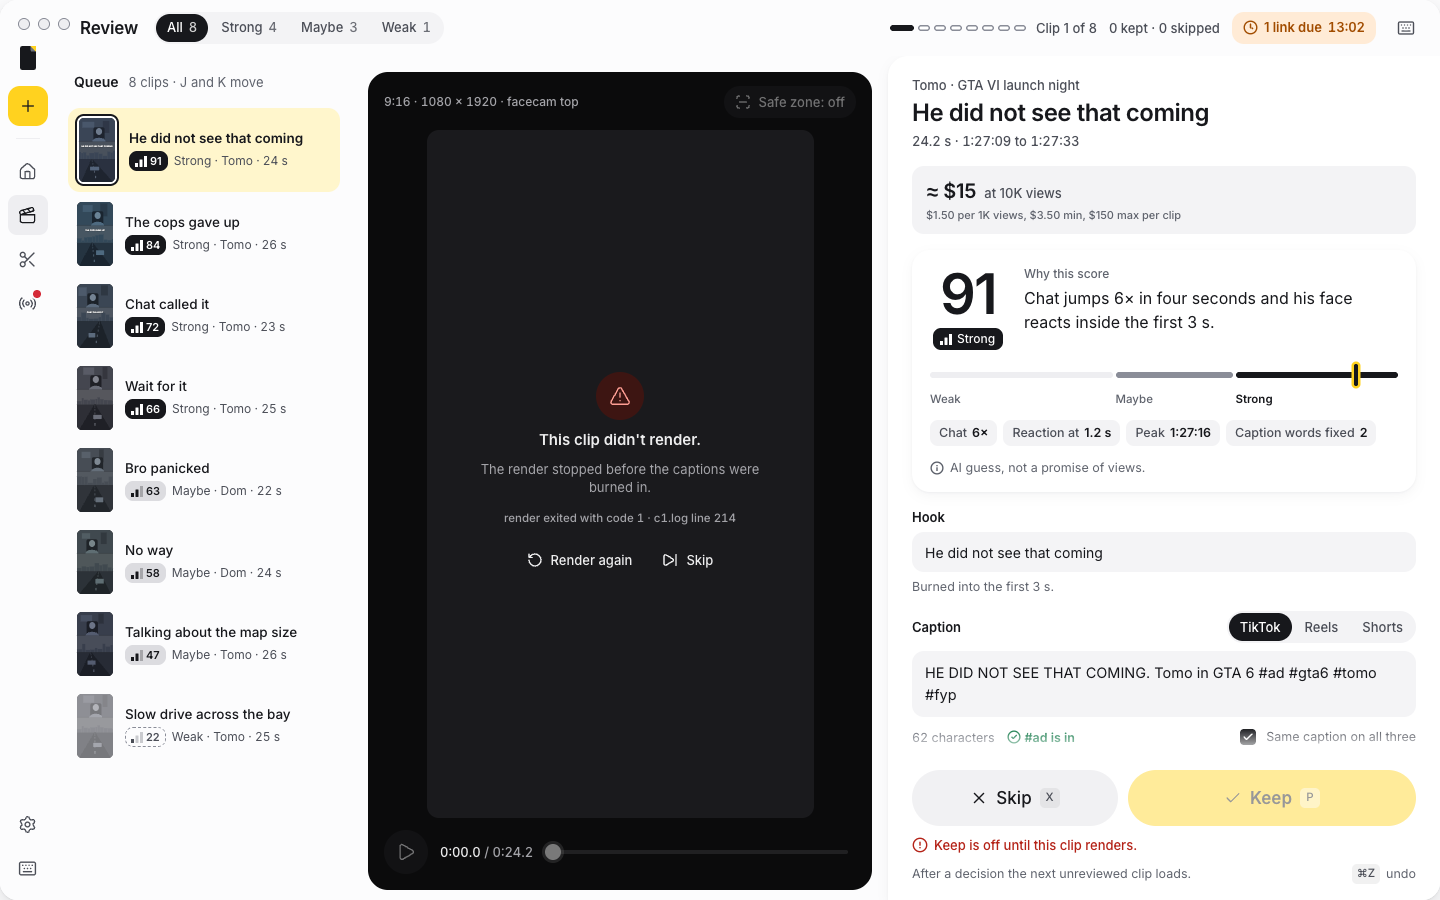 Review
All 8
Strong 4
Maybe 3
Weak 1
Clip 1 of 8
0 kept · 0 skipped
1 link due 13:02
Queue
8 clips · J and K move
He did not see that coming
91 Strong · Tomo · 24 s
The cops gave up
84 Strong · Tomo · 26 s
Chat called it
72 Strong · Tomo · 23 s
Wait for it
66 Strong · Tomo · 25 s
Bro panicked
63 Maybe · Dom · 22 s
No way
58 Maybe · Dom · 24 s
Talking about the map size
47 Maybe · Tomo · 26 s
Slow drive across the bay
22 Weak · Tomo · 25 s
9:16 · 1080 × 1920 · facecam top
Safe zone: off
This clip didn't render.
The render stopped before the captions were
burned in.
render exited with code 1 · c1.log line 214
Render again
Skip
0:00.0 / 0:24.2
Tomo · GTA VI launch night
He did not see that coming
24.2 s · 1:27:09 to 1:27:33
≈ $15 at 10K views
$1.50 per 1K views, $3.50 min, $150 max per clip
91
Strong
Why this score
Chat jumps 6× in four seconds and his face
reacts inside the first 3 s.
Weak
Maybe
Strong
Chat 6×
Reaction at 1.2 s
Peak 1:27:16
Caption words fixed 2
AI guess, not a promise of views.
Hook
He did not see that coming
Burned into the first 3 s.
Caption
TikTok
Reels
Shorts
HE DID NOT SEE THAT COMING. Tomo in GTA 6 #ad #gta6 #tomo
#fyp
62 characters
#ad is in
Same caption on all three
Skip X
Keep P
Keep is off until this clip renders.
After a decision the next unreviewed clip loads.
⌘Z undo